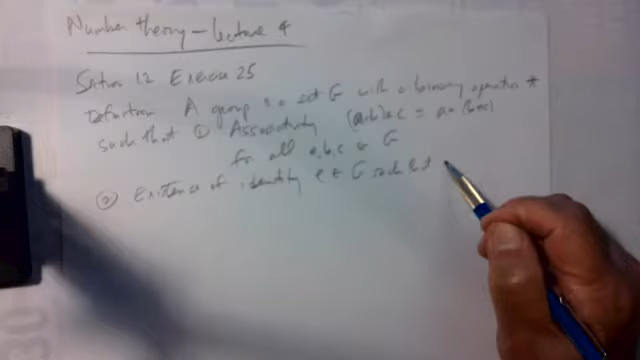 Number theory - lecture 4
Section 12 Exercise 25
Definition A group is a set G with a binary operation *
such that ① Associativity (a*b)*c = a*(b*c)
for all a,b,c ∈ G
② Existence of identity e ∈ G such that